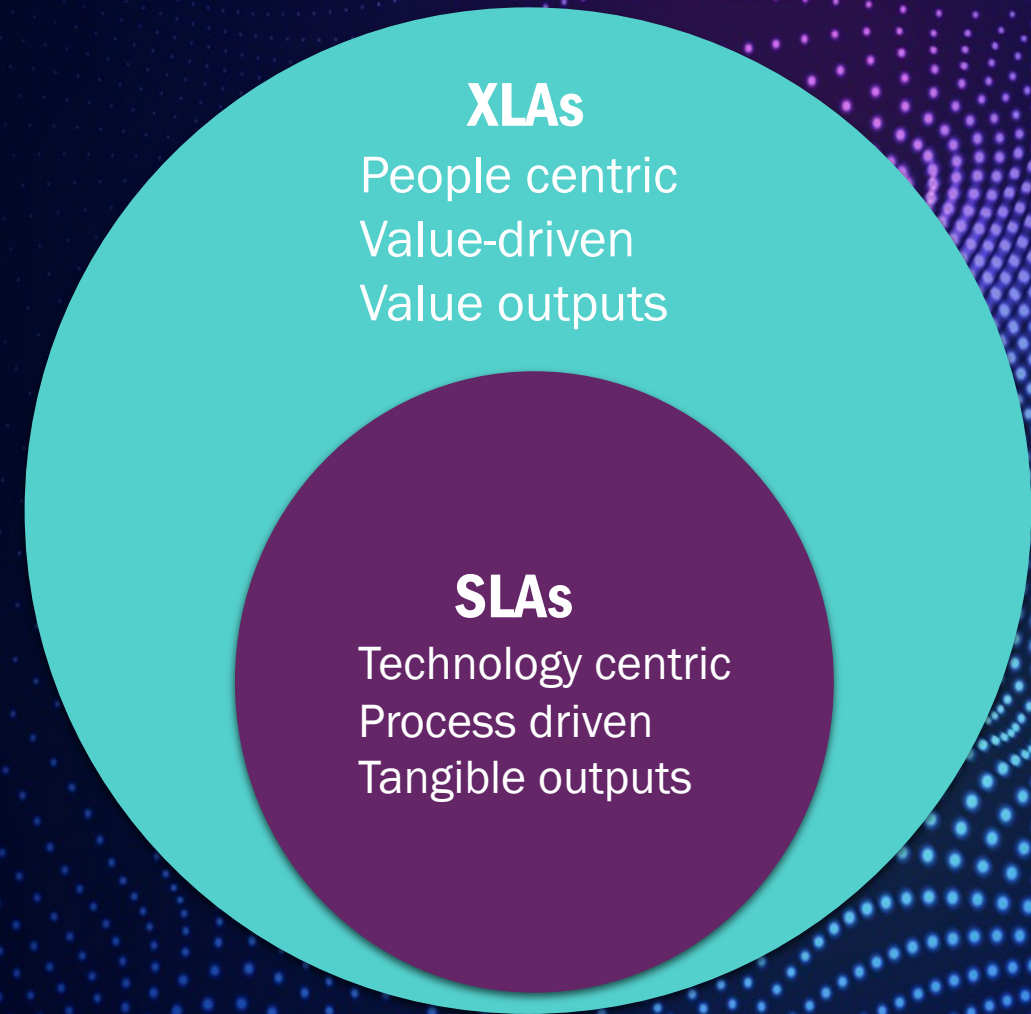 XLAs
People centric
Value-driven
Value outputs
SLAs
Technology centric
Process driven
Tangible outputs